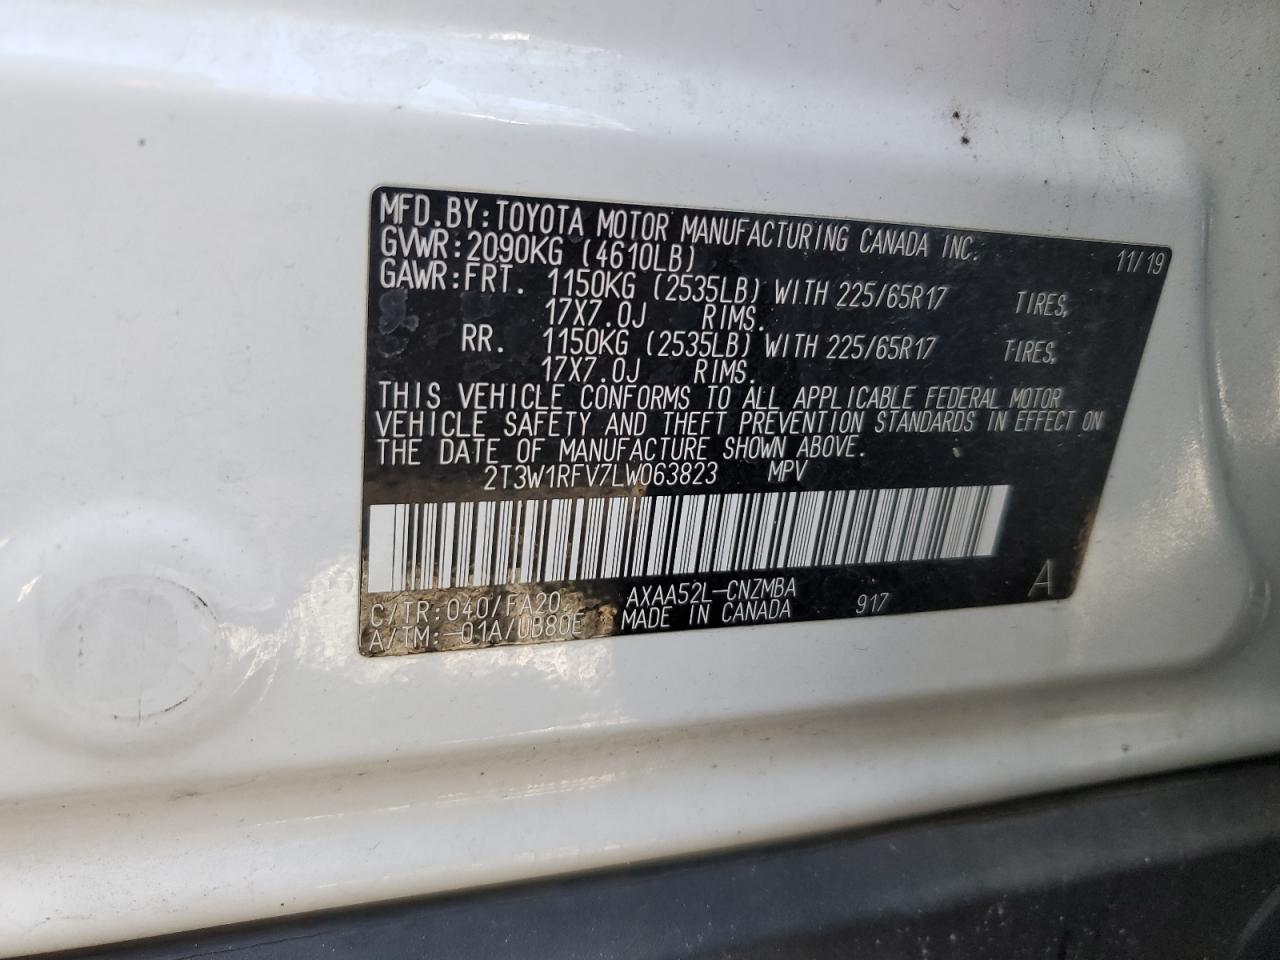 MFD.BY:TOYOTA MOTOR MANUFACTURING CANADA INC. 11/19
GVWR:2090KG (4610LB)
GAWR:FRT. 1150KG (2535LB) WITH 225/65R17 TIRES,
17X7.0J RIMS.
RR. 1150KG (2535LB) WITH 225/65R17 TIRES,
17X7.0J RIMS.
THIS VEHICLE CONFORMS TO ALL APPLICABLE FEDERAL MOTOR
VEHICLE SAFETY AND THEFT PREVENTION STANDARDS IN EFFECT ON
THE DATE OF MANUFACTURE SHOWN ABOVE.
2T3W1RFV7LW063823 MPV
C/TR:040/FA20 AXAA52L-CNZMBA 917 A
A/TM:-01A/UB80E MADE IN CANADA